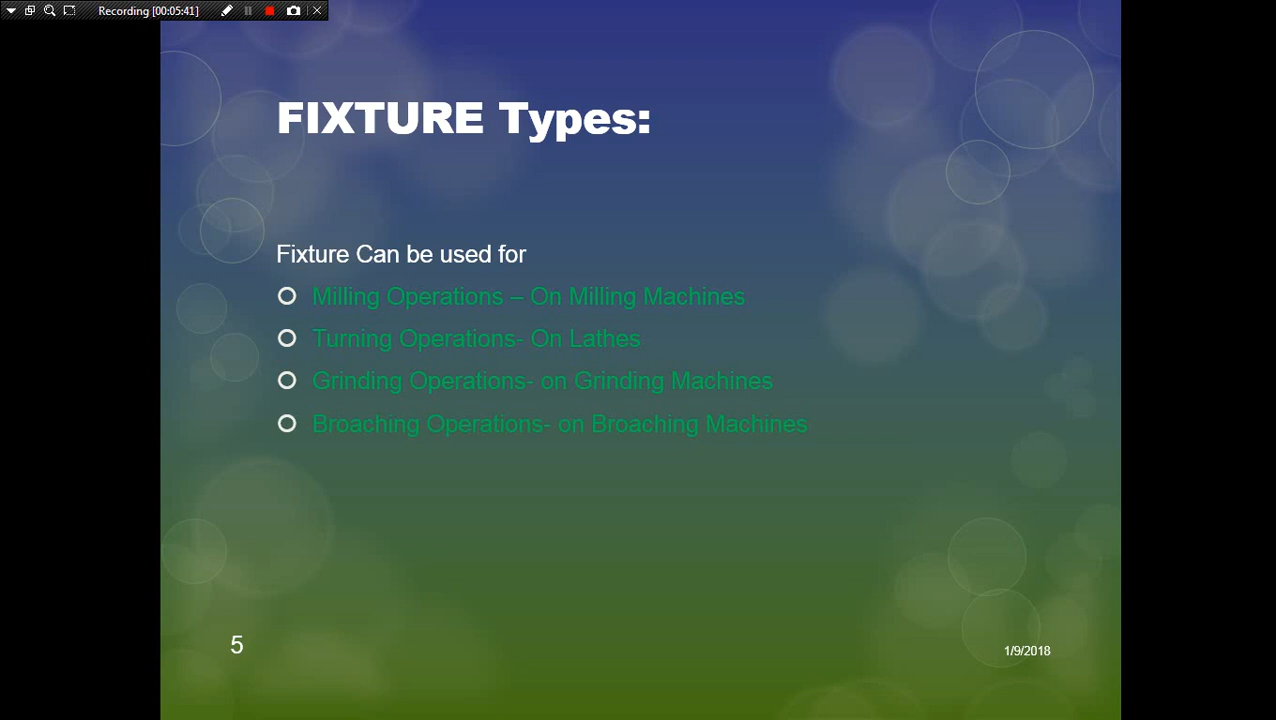 Recording [00:05:41]
FIXTURE Types:
Fixture Can be used for
Milling Operations – On Milling Machines
Turning Operations- On Lathes
Grinding Operations- on Grinding Machines
Broaching Operations- on Broaching Machines
5
1/9/2018